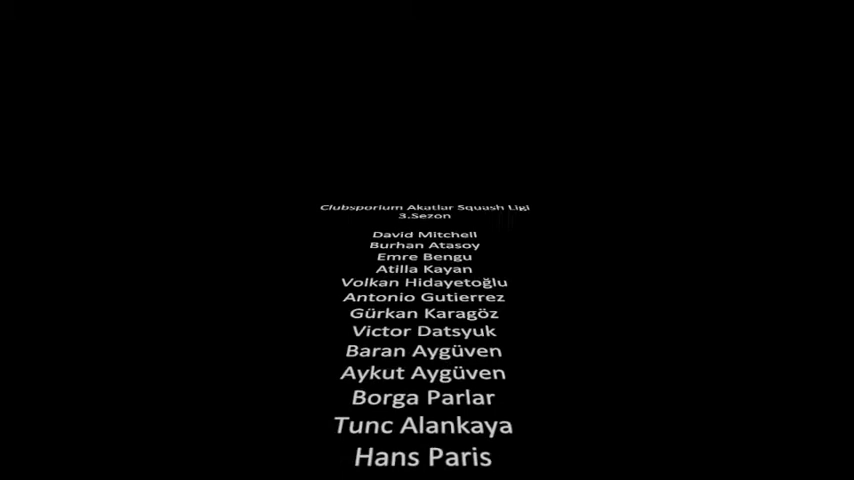 Clubsporium Akatlar Squash Ligi
3.Sezon
David Mitchell
Burhan Atasoy
Emre Bengu
Atilla Kayan
Volkan Hidayetoğlu
Antonio Gutierrez
Gürkan Karagöz
Victor Datsyuk
Baran Aygüven
Aykut Aygüven
Borga Parlar
Tunc Alankaya
Hans Paris